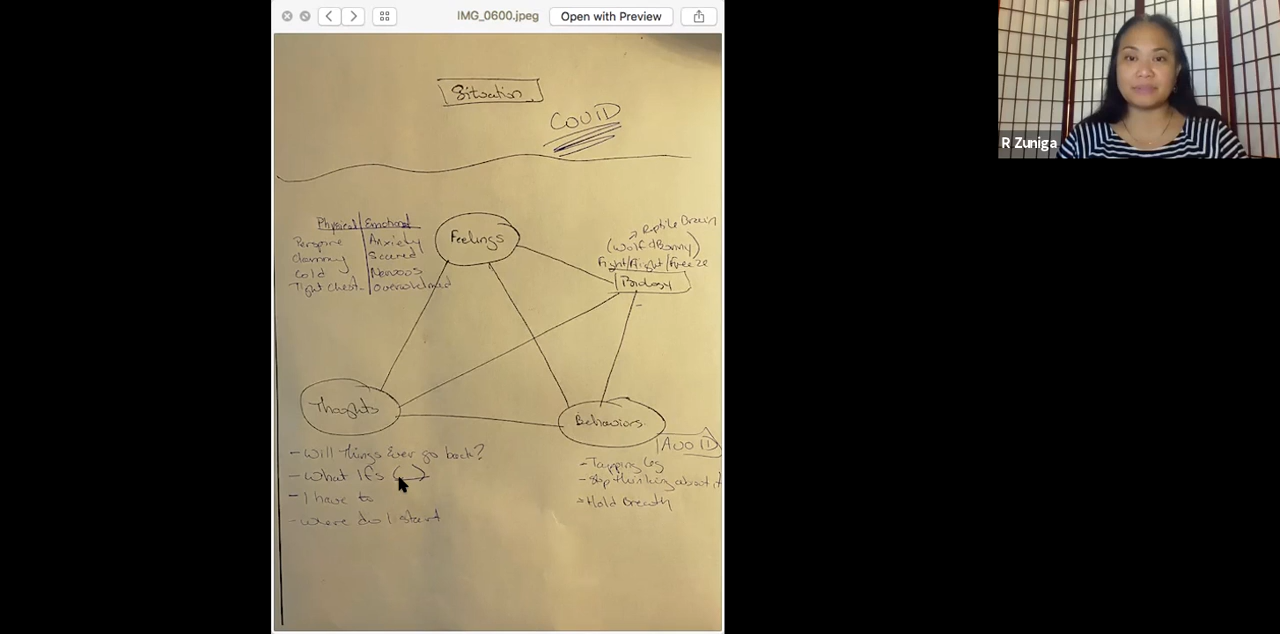 IMG_0600.jpeg
Open with Preview
R Zuniga
Situation
COVID
Physical Emotional
Perspire Anxiety
Clammy Scared
Cold Nervous
Tight Chest Overwhelmed
Feelings
Reptile Brain
(Wolf & Bunny)
Fight/Flight/Freeze
Biology
Thoughts
- Will Things Ever go back?
- What If's
- I have to
- Where do I start
Behaviors
AVOID
- Tapping leg
- Stop thinking about it
- Hold Breath